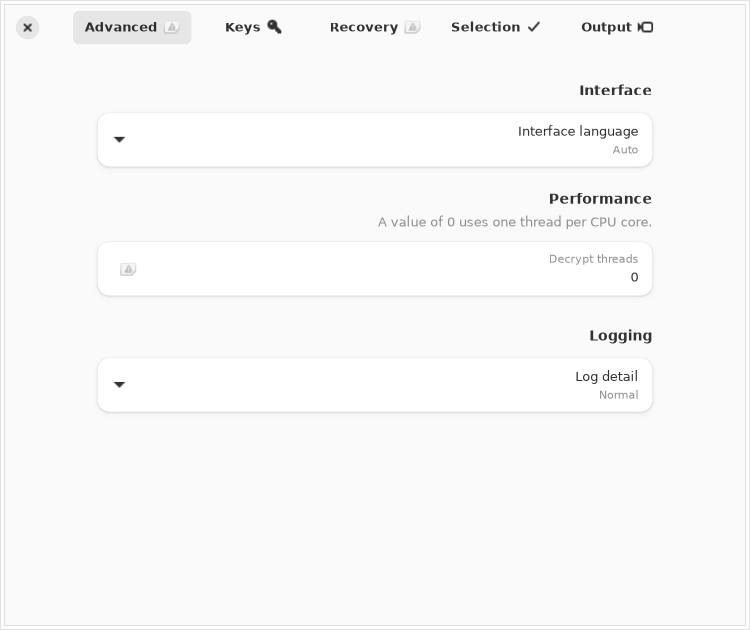 Advanced
Keys
Recovery
Selection
Output
Interface
Interface language
Auto
Performance
A value of 0 uses one thread per CPU core.
Decrypt threads
0
Logging
Log detail
Normal